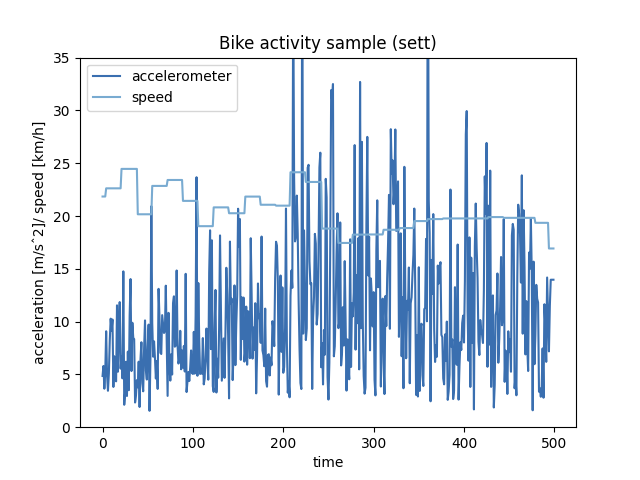 Bike activity sample (sett)
accelerometer
speed
acceleration [m/s^2]/ speed [km/h]
35
30
25
20
15
10
5
0
0 100 200 300 400 500
time